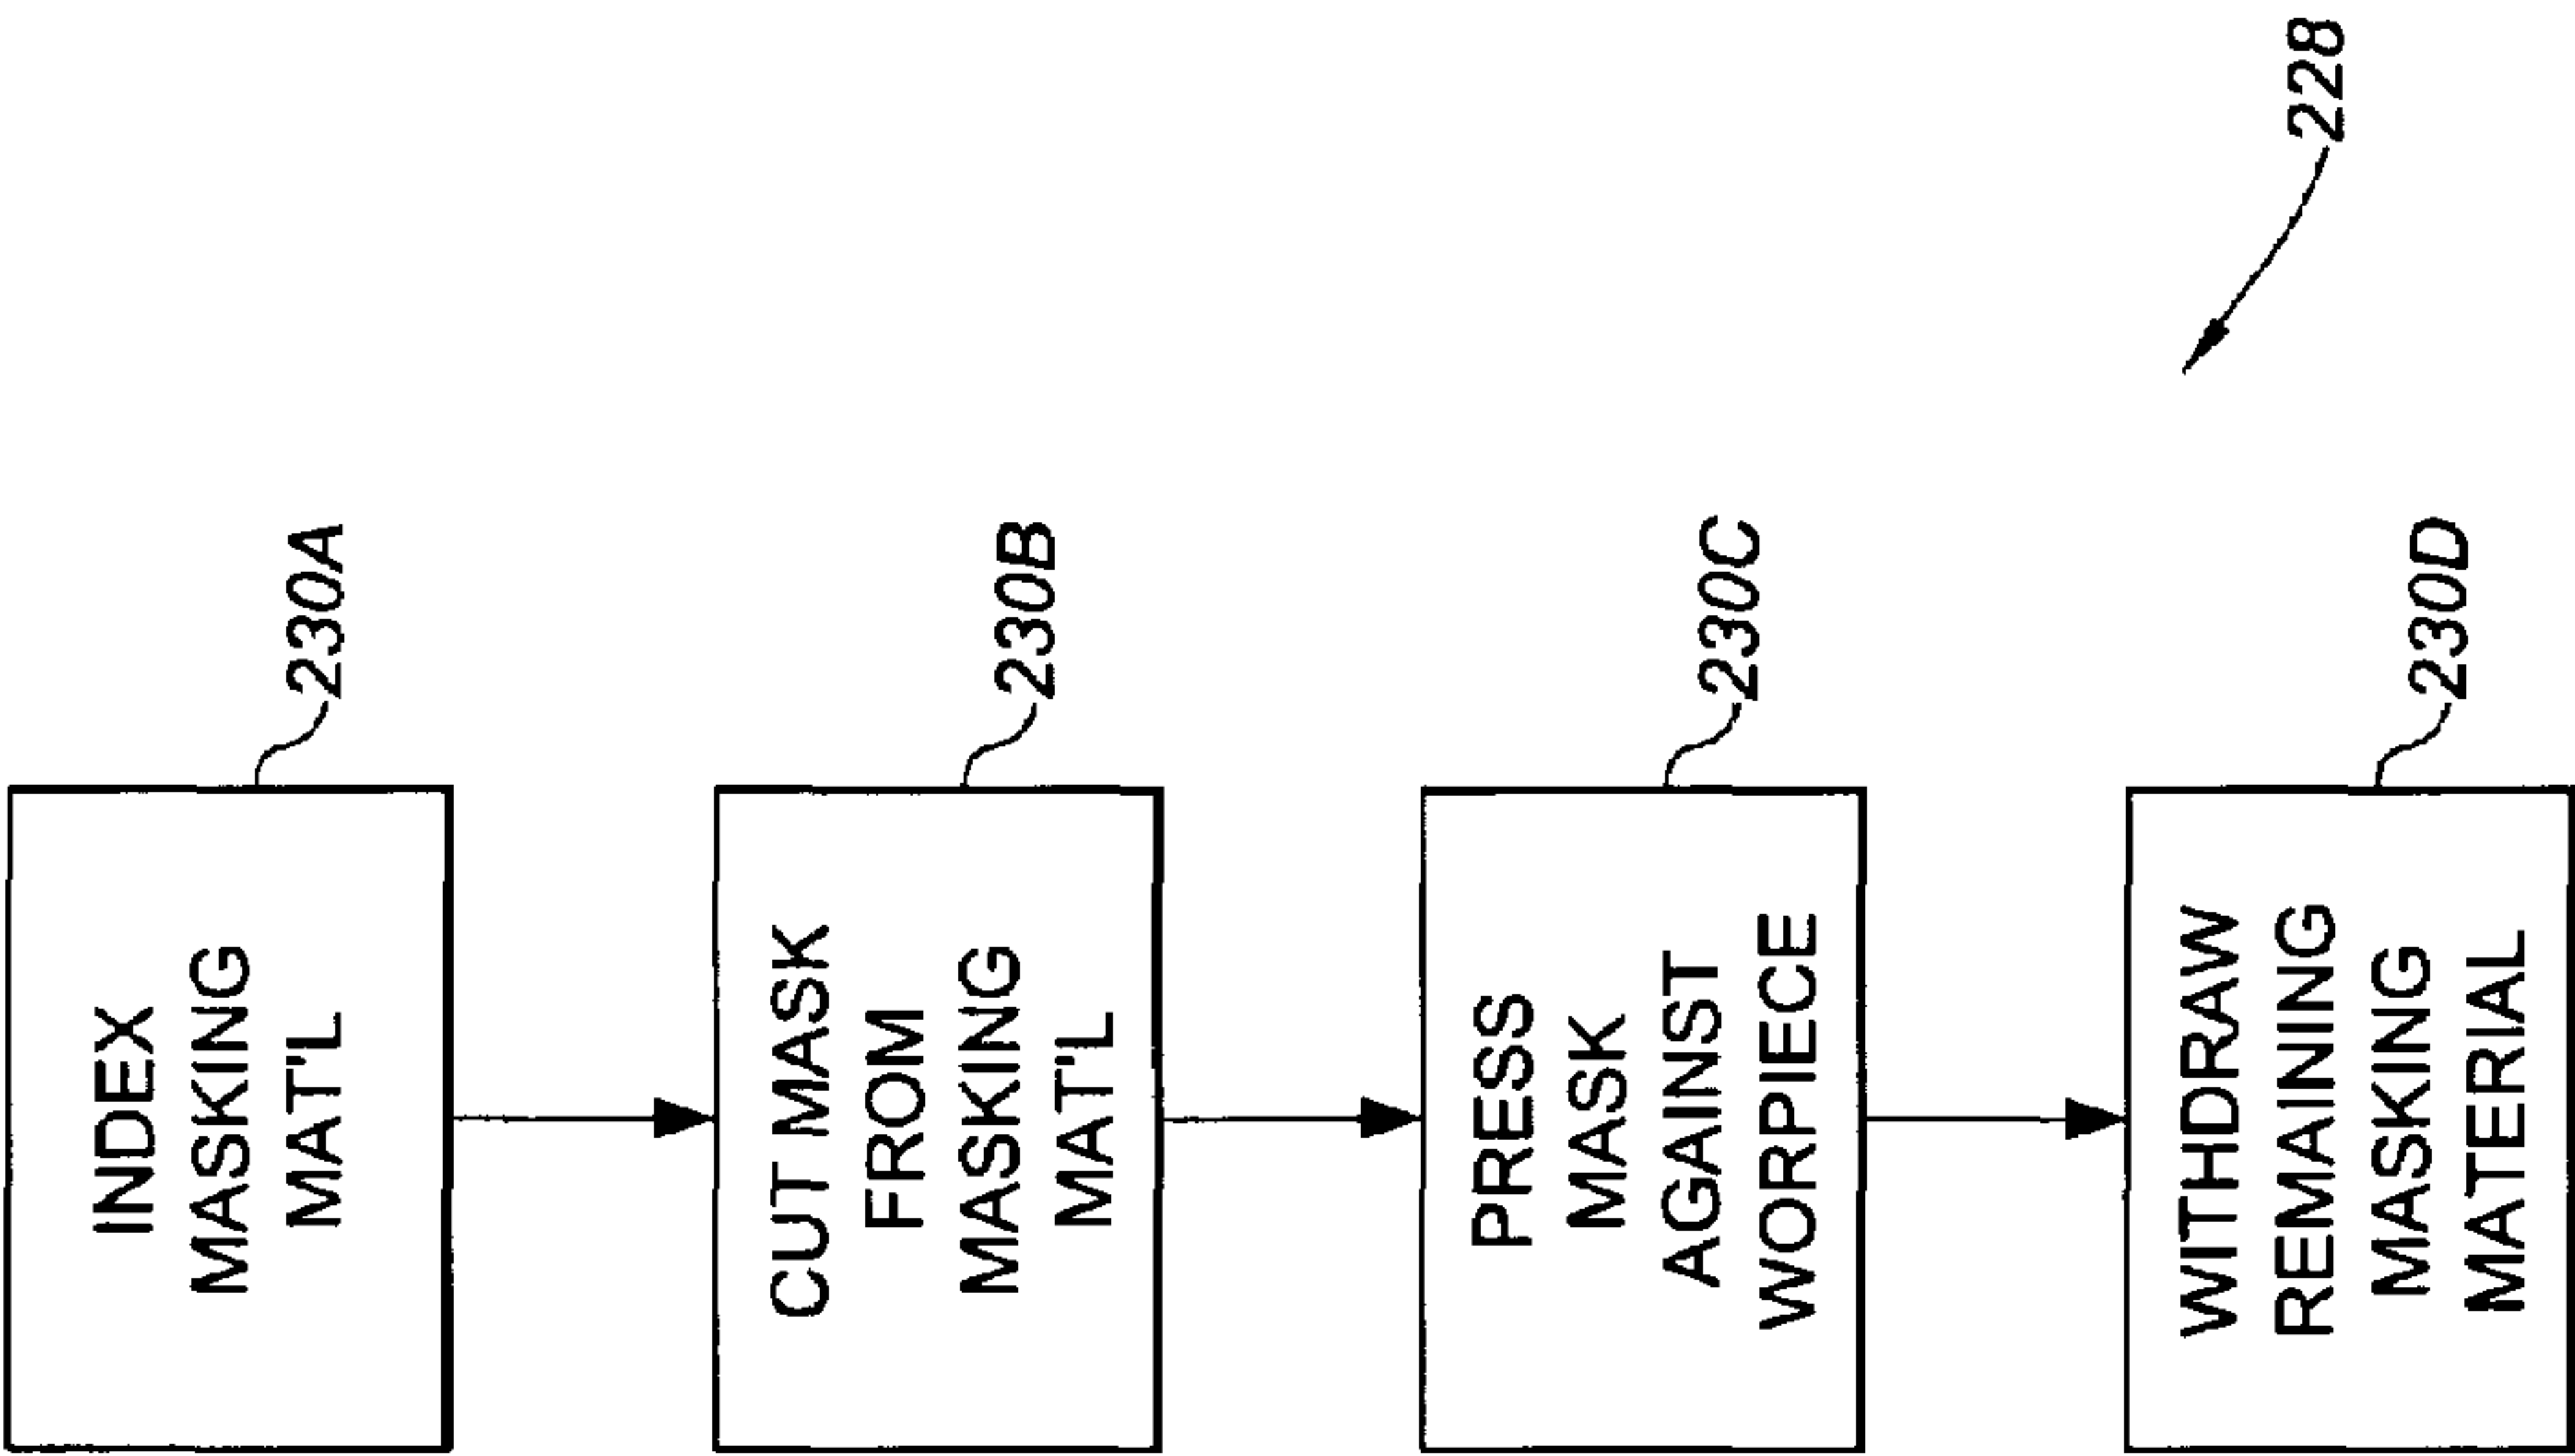 INDEX
MASKING
MAT'L
230A
CUT MASK
FROM
MASKING
MAT'L
230B
PRESS
MASK
AGAINST
WORPIECE
230C
WITHDRAW
REMAINING
MASKING
MATERIAL
230D
228